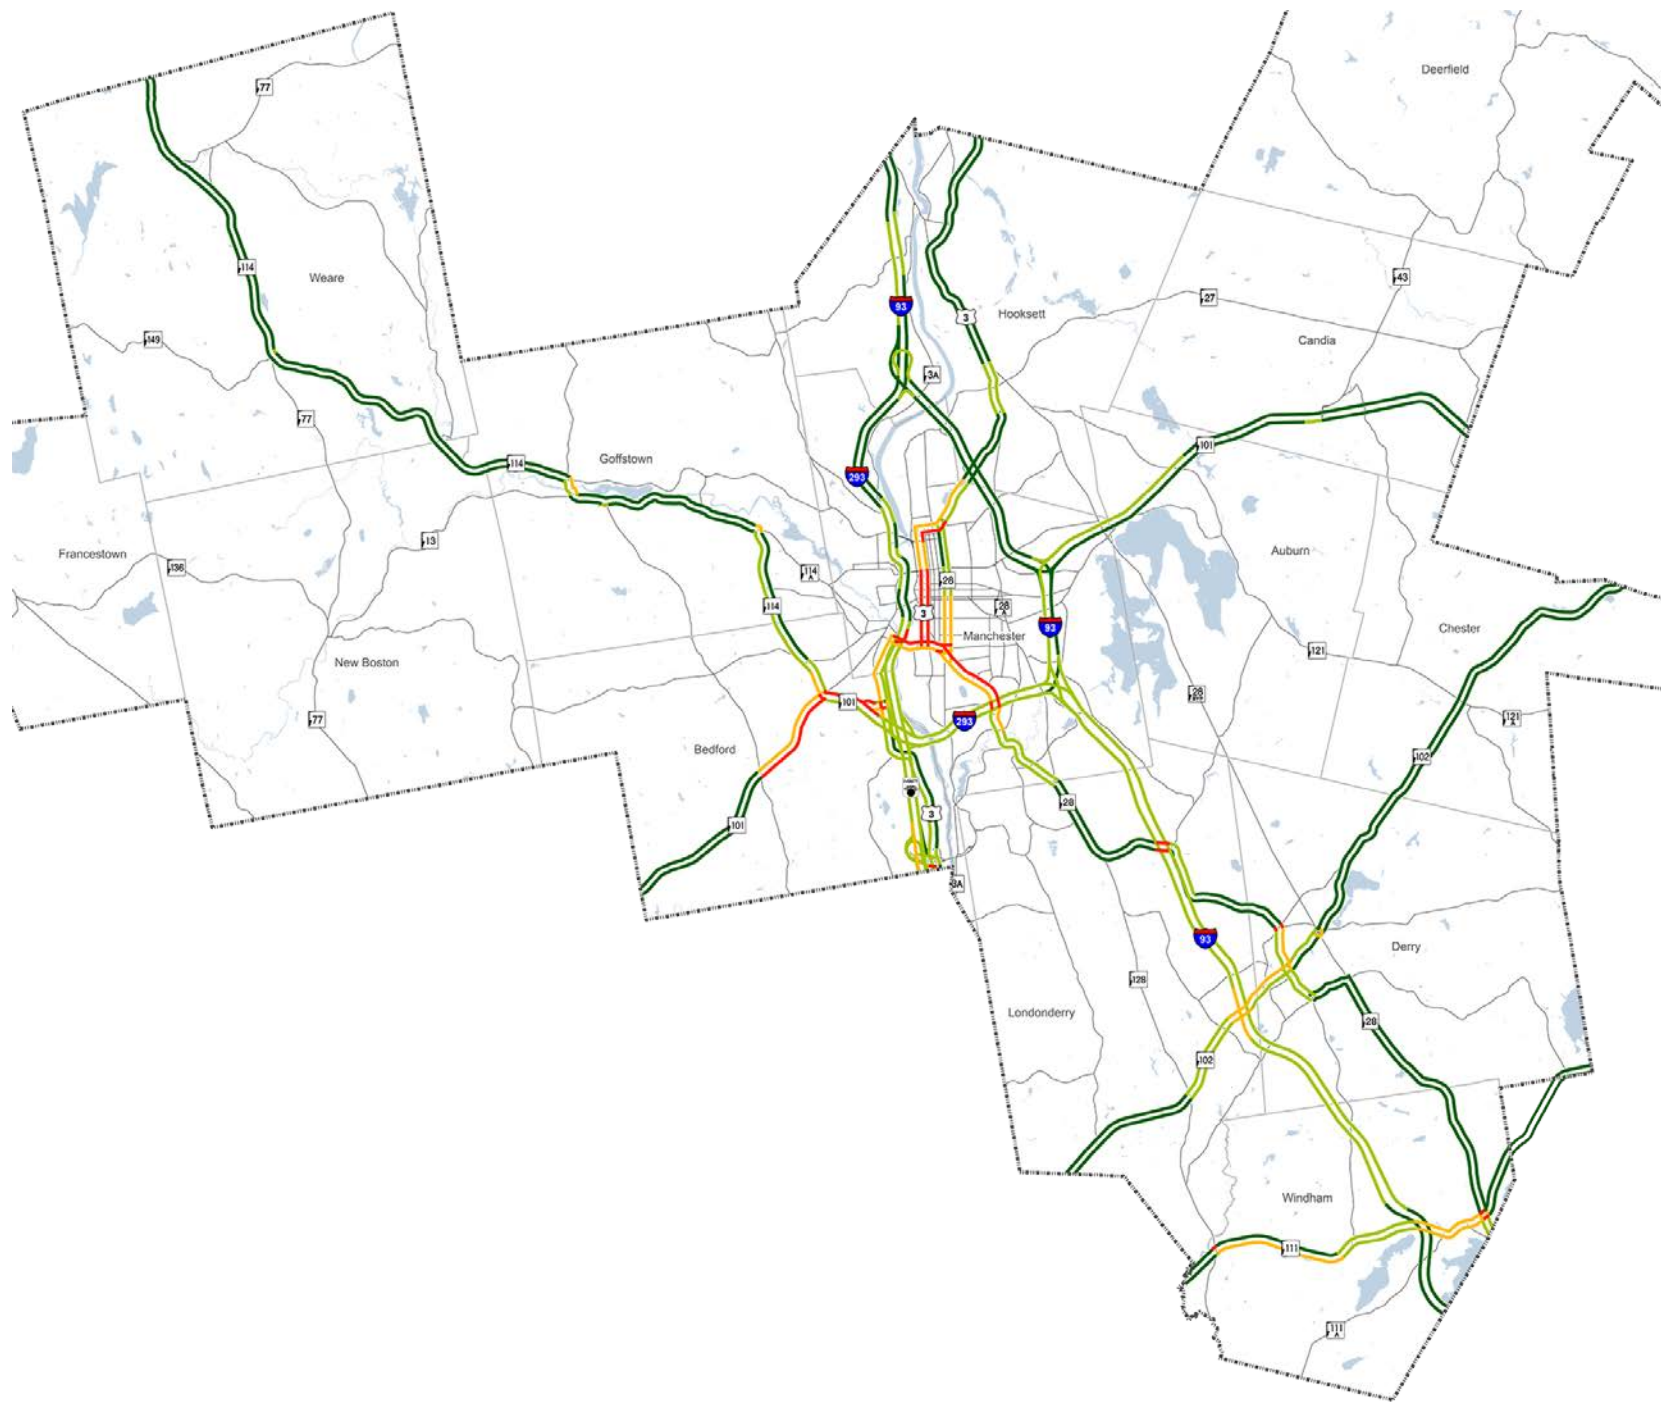 Deerfield
77
114
Weare
93
3
Hooksett
27
43
Candia
149
3A
77
114
Goffstown
101
293
13
Francestown
136
114
A
Auburn
114
28
3
28
A
93
Manchester
Chester
121
New Boston
28
77
101
293
121
A
Bedford
102
28
101
3
3A
93
Derry
128
Londonderry
28
102
Windham
111
111
A